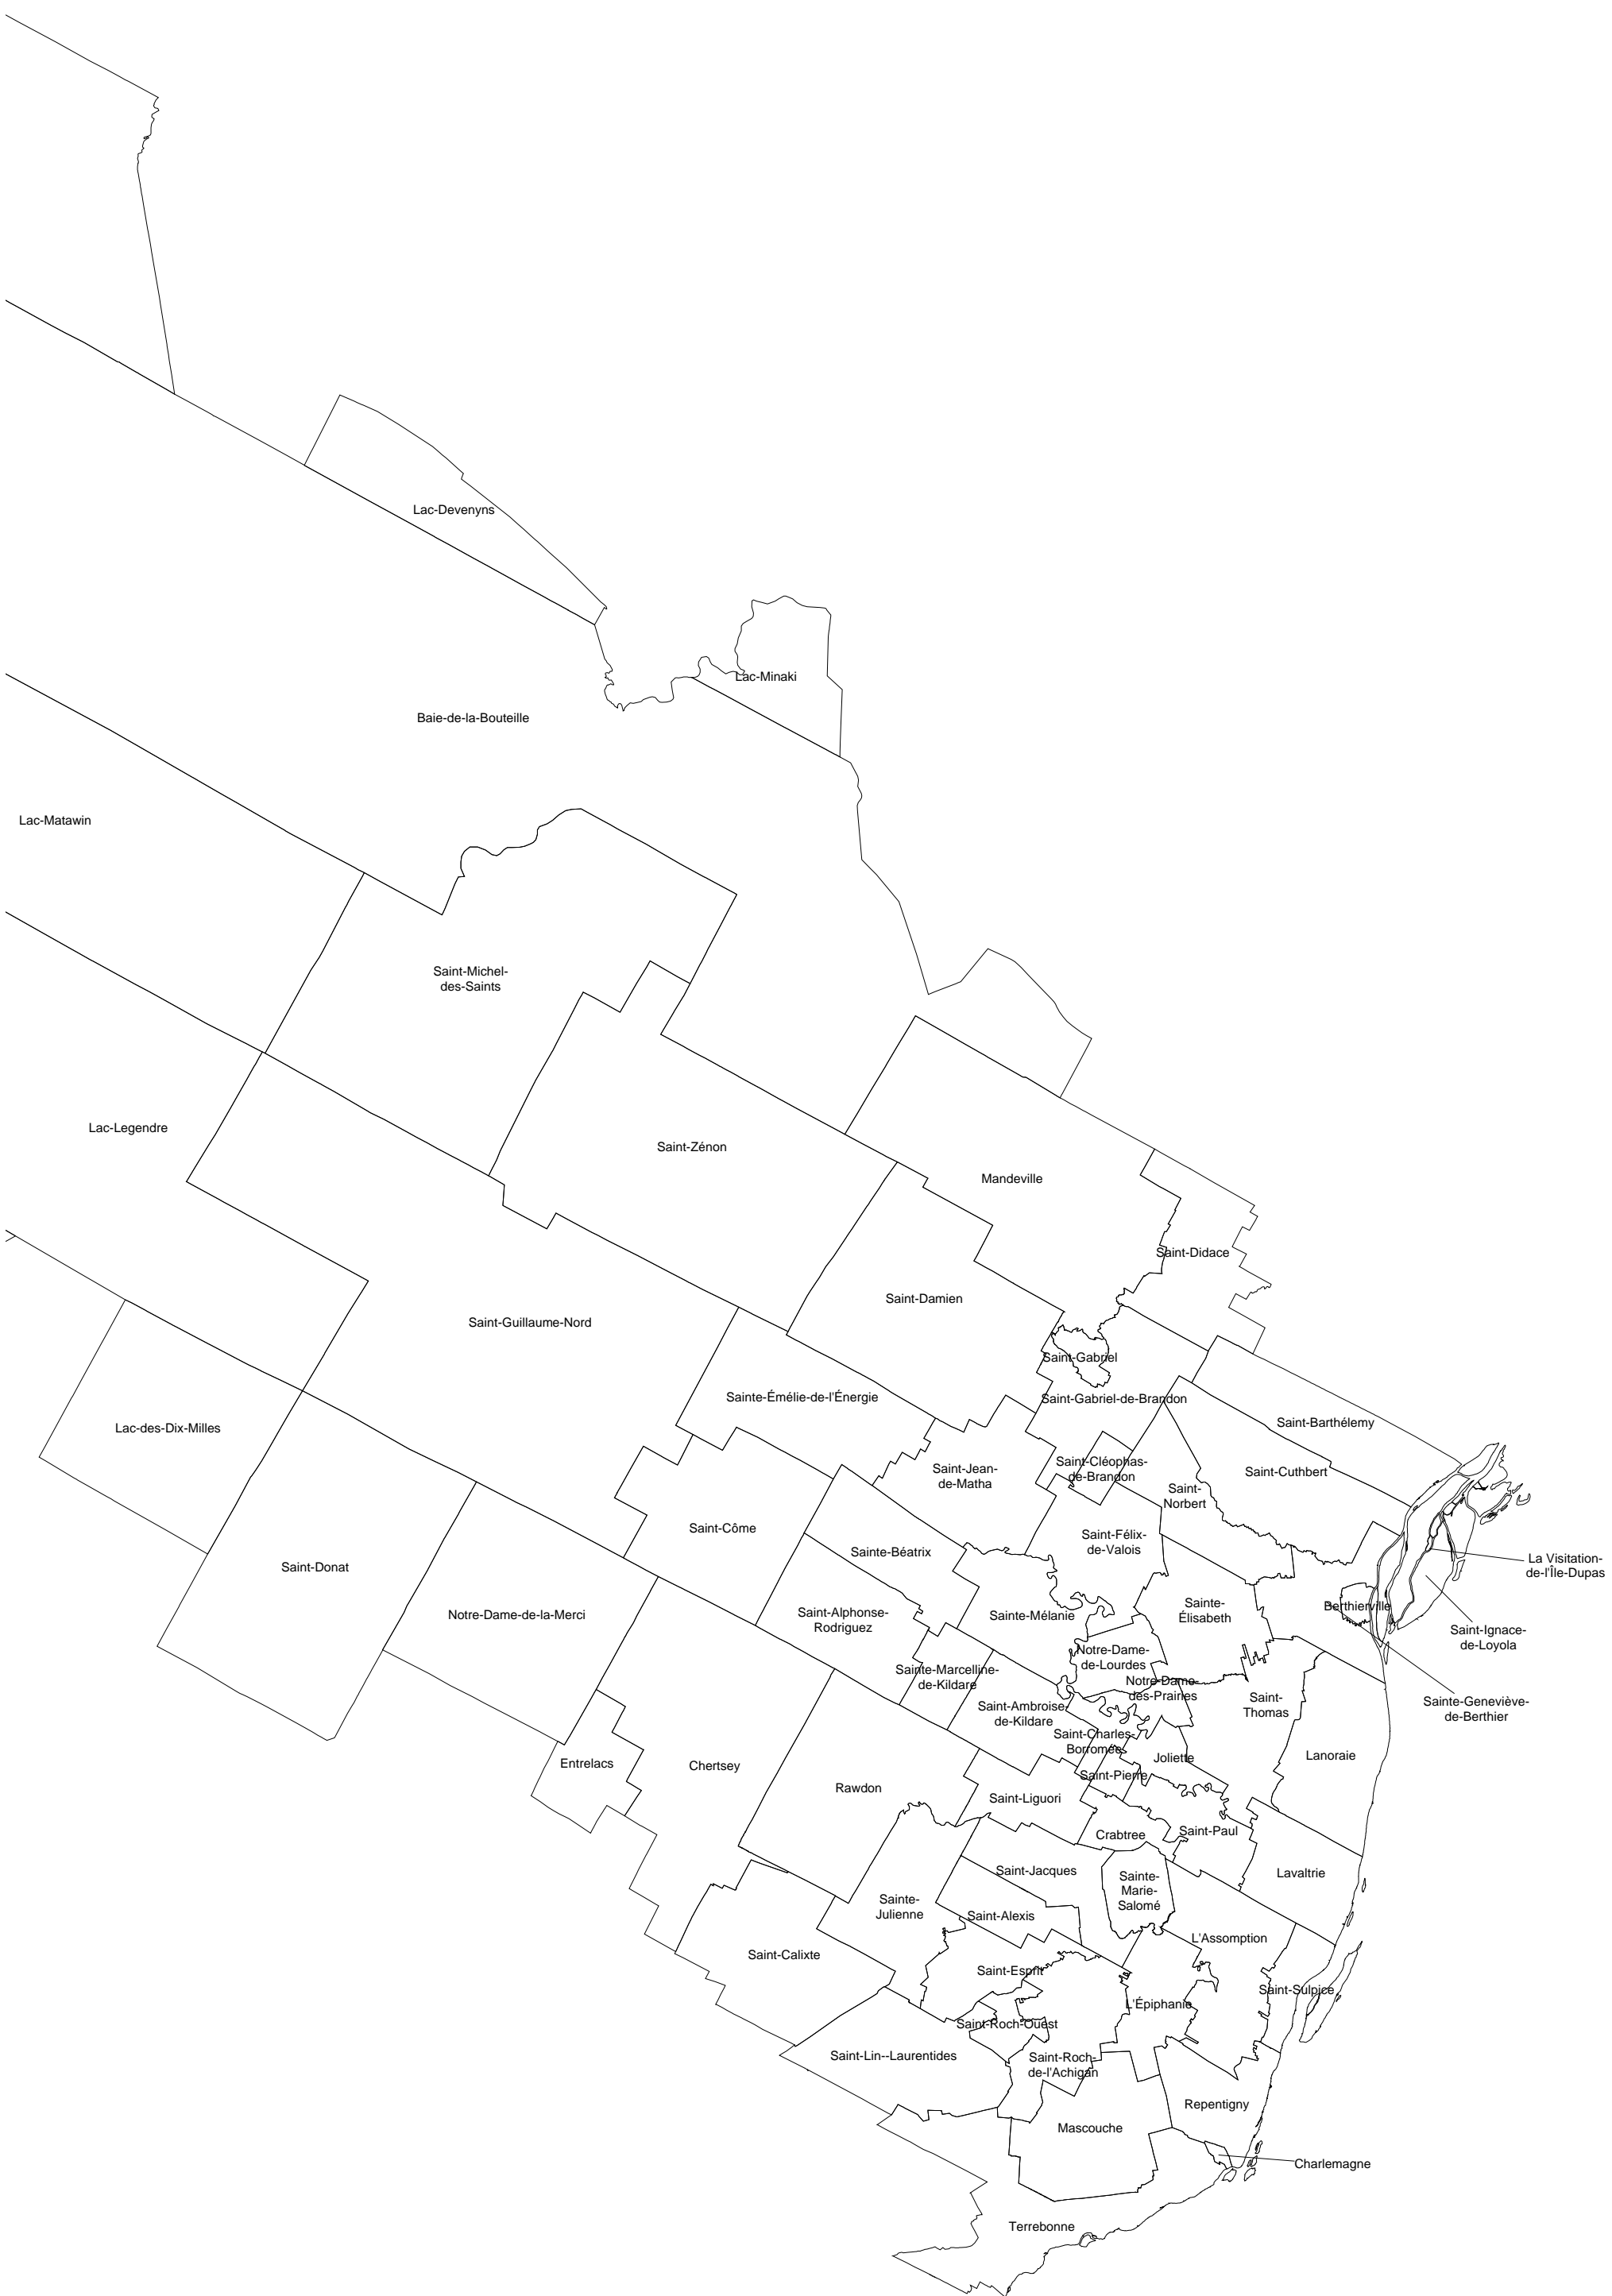 Lac-Devenyns
Lac-Minaki
Baie-de-la-Bouteille
Lac-Matawin
Saint-Michel-
des-Saints
Lac-Legendre
Saint-Zénon
Mandeville
Saint-Didace
Saint-Damien
Saint-Guillaume-Nord
Saint-Gabriel
Sainte-Émélie-de-l'Énergie
Saint-Gabriel-de-Brandon
Saint-Barthélemy
Lac-des-Dix-Milles
Saint-Jean-
de-Matha
Saint-Cléophas-
de-Brandon
Saint-Cuthbert
Saint-
Norbert
Saint-Côme
Saint-Félix-
de-Valois
Sainte-Béatrix
Saint-Donat
La Visitation-
de-l'Île-Dupas
Notre-Dame-de-la-Merci
Saint-Alphonse-
Rodriguez
Sainte-Mélanie
Sainte-
Élisabeth
Berthierville
Saint-Ignace-
de-Loyola
Notre-Dame-
de-Lourdes
Sainte-Marcelline-
de-Kildare
Notre-Dame-
des-Prairies
Saint-
Thomas
Sainte-Geneviève-
de-Berthier
Saint-Ambroise-
de-Kildare
Saint-Charles-
Borromée
Joliette
Lanoraie
Entrelacs
Chertsey
Saint-Pierre
Rawdon
Saint-Liguori
Crabtree
Saint-Paul
Saint-Jacques
Lavaltrie
Sainte-
Marie-
Salomé
Sainte-
Julienne
Saint-Alexis
L'Assomption
Saint-Calixte
Saint-Esprit
Saint-Sulpice
L'Épiphanie
Saint-Roch-Ouest
Saint-Lin--Laurentides
Saint-Roch-
de-l'Achigan
Repentigny
Mascouche
Charlemagne
Terrebonne